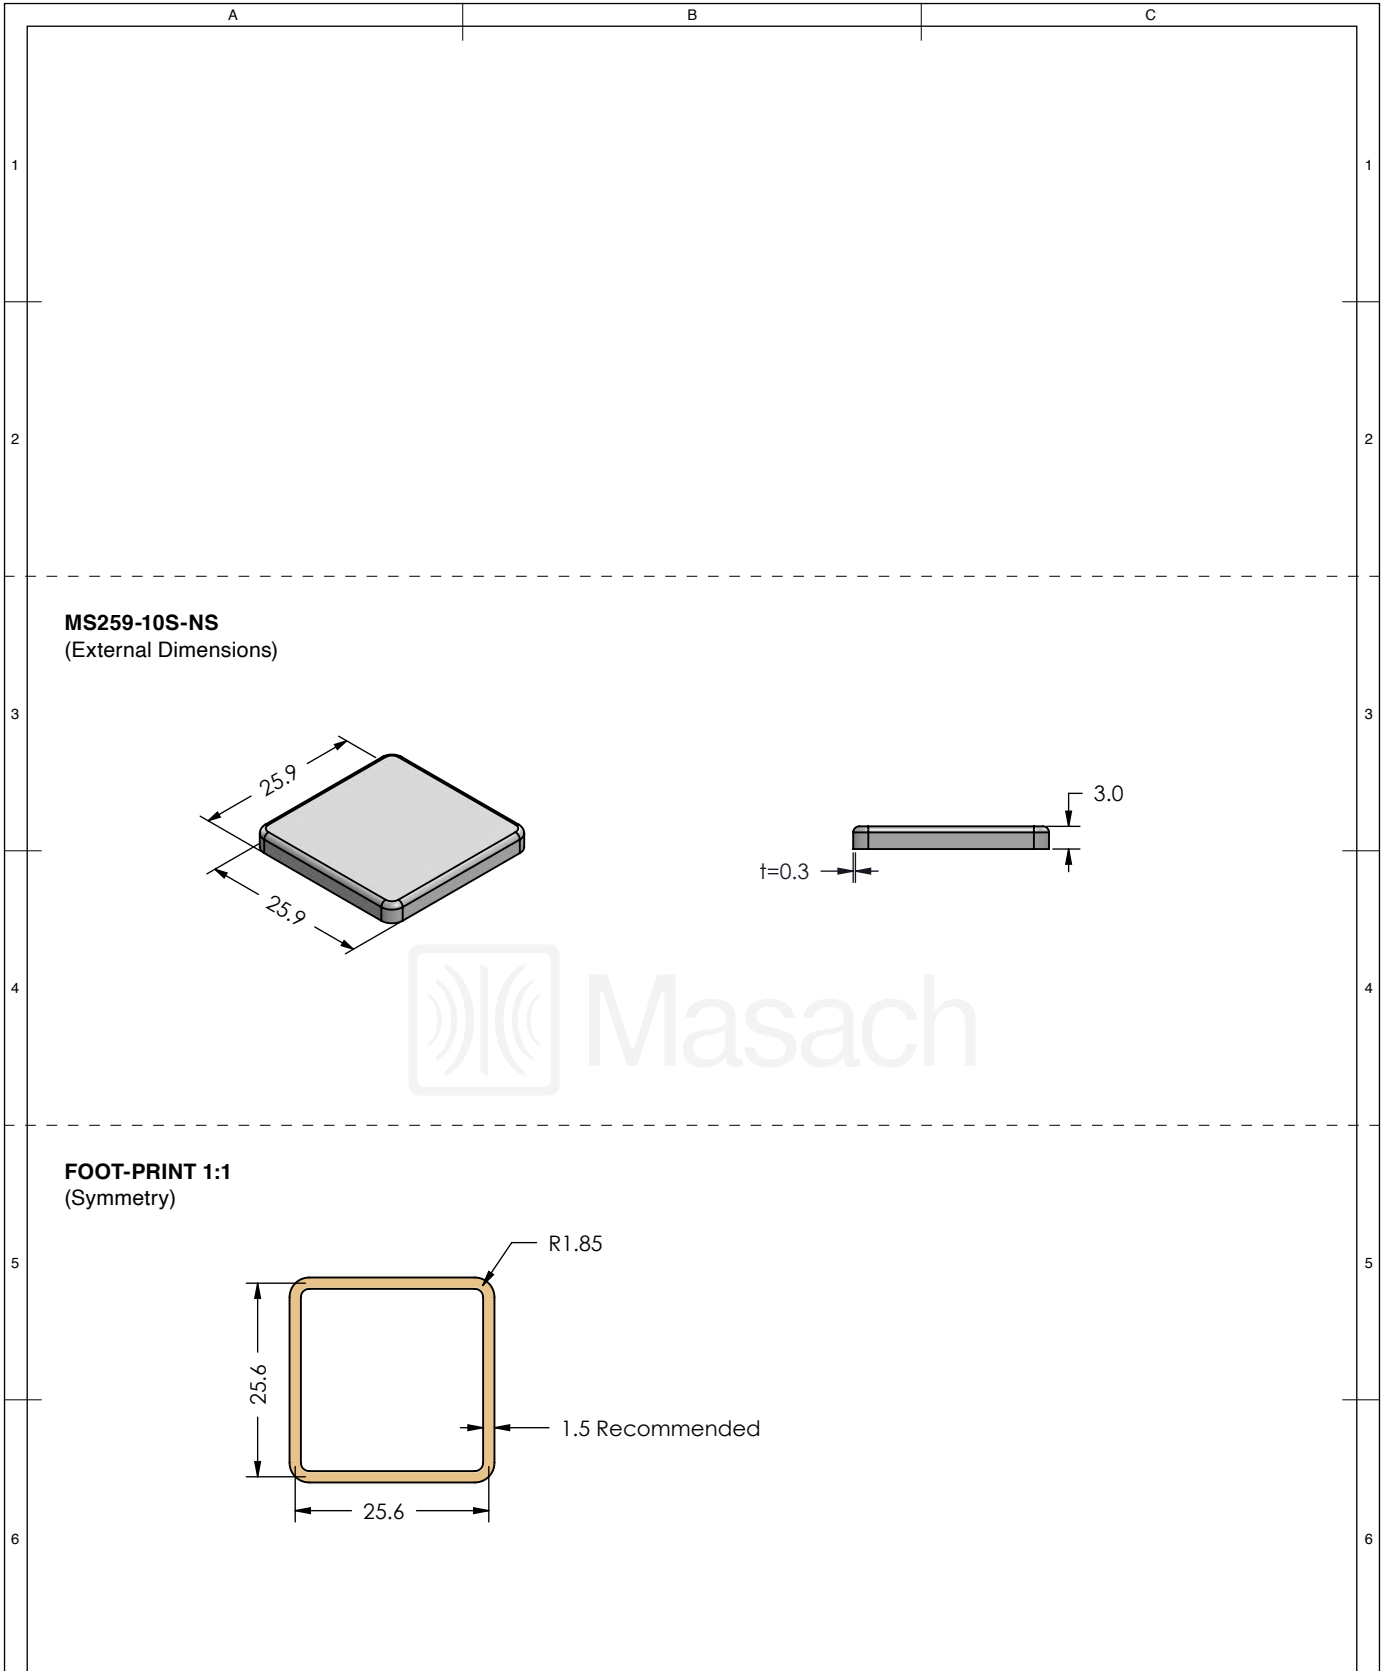 A B C
1 1
2 2
MS259-10S-NS
(External Dimensions)
3 3
25.9
3.0
t=0.3
25.9
4 4
Masach
FOOT-PRINT 1:1
(Symmetry)
R1.85
5 5
25.6
1.5 Recommended
25.6
6 6